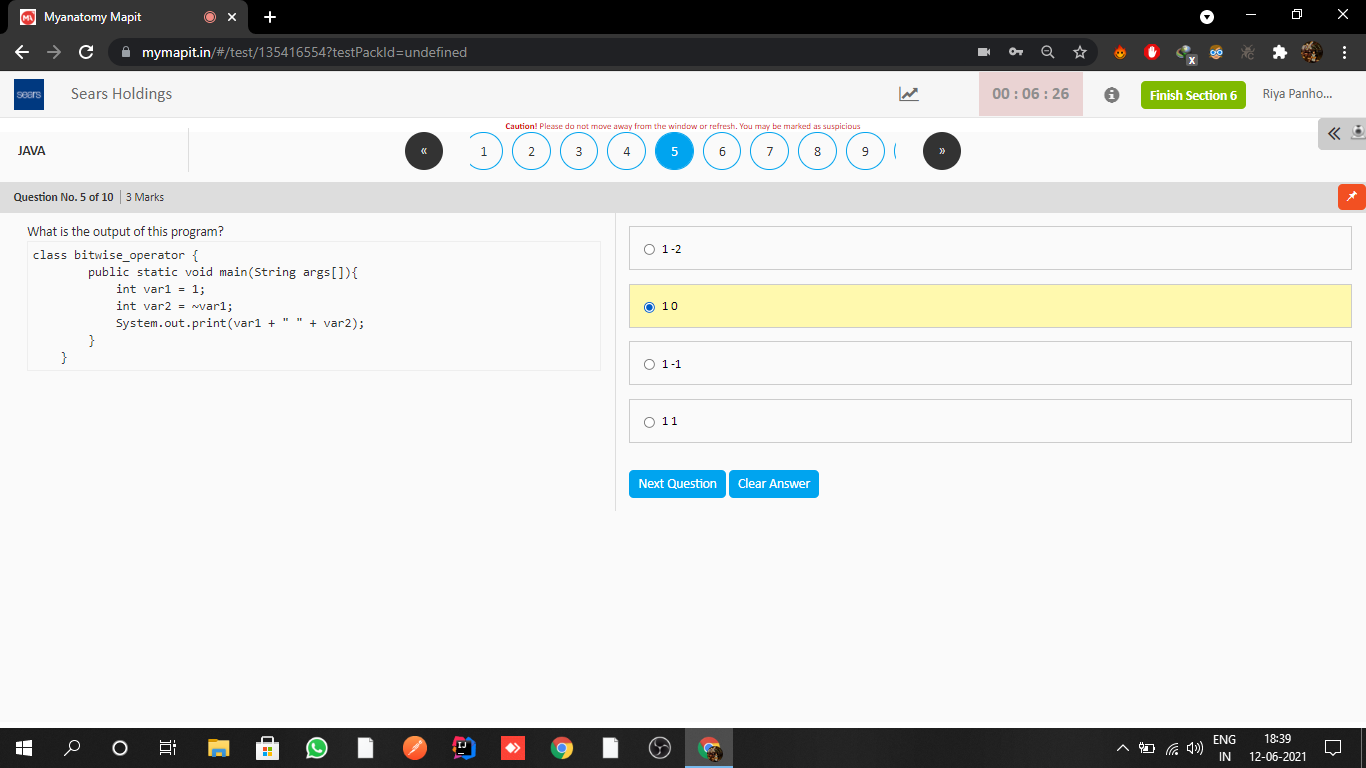 Myanatomy Mapit
mymapit.in/#/test/135416554?testPackId=undefined
sears
Sears Holdings
00 : 06 : 26
Finish Section 6
Riya Panho...
Caution! Please do not move away from the window or refresh, You may be marked as suspicious
JAVA
« 1 2 3 4 5 6 7 8 9 »
Question No. 5 of 10 | 3 Marks
What is the output of this program?
class bitwise_operator {
public static void main(String args[]){
int var1 = 1;
int var2 = ~var1;
System.out.print(var1 + " " + var2);
}
}
1 -2
1 0
1 -1
1 1
Next Question
Clear Answer
ENG
IN
18:39
12-06-2021